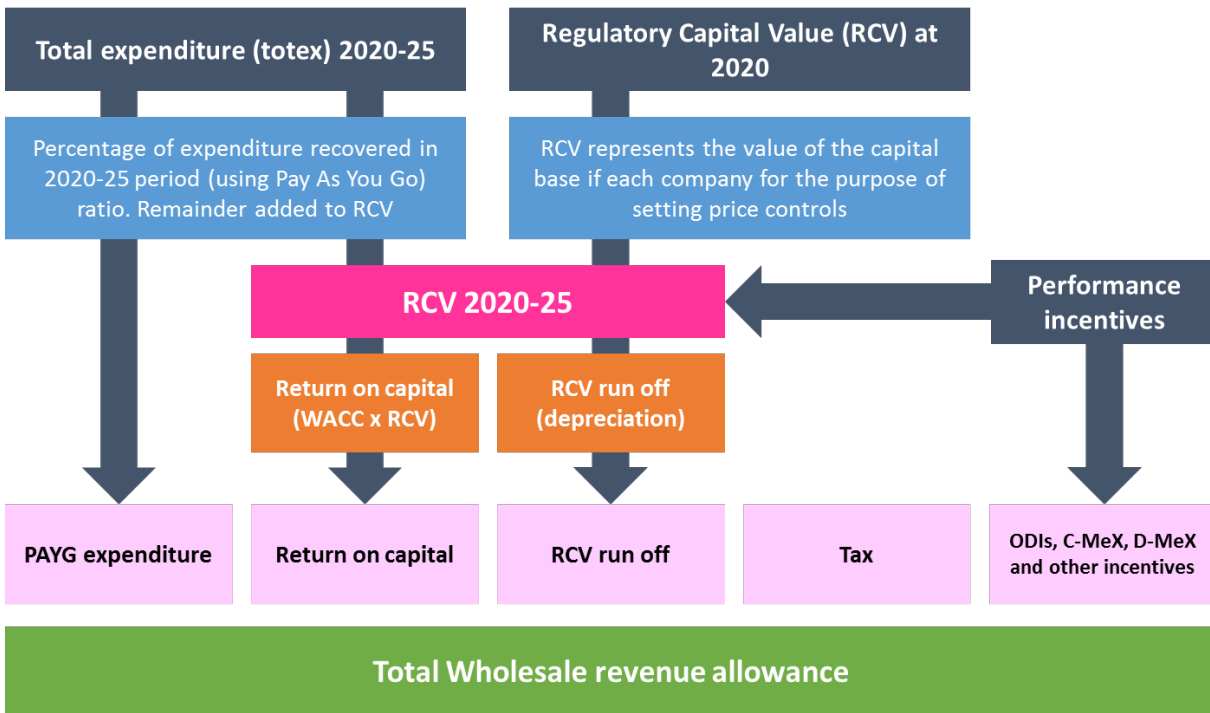 Total expenditure (totex) 2020-25
Regulatory Capital Value (RCV) at
2020
Percentage of expenditure recovered in
2020-25 period (using Pay As You Go)
ratio. Remainder added to RCV
RCV represents the value of the capital
base if each company for the purpose of
setting price controls
RCV 2020-25
Performance
incentives
Return on capital
(WACC x RCV)
RCV run off
(depreciation)
PAYG expenditure
Return on capital
RCV run off
Tax
ODIs, C-MeX, D-MeX
and other incentives
Total Wholesale revenue allowance